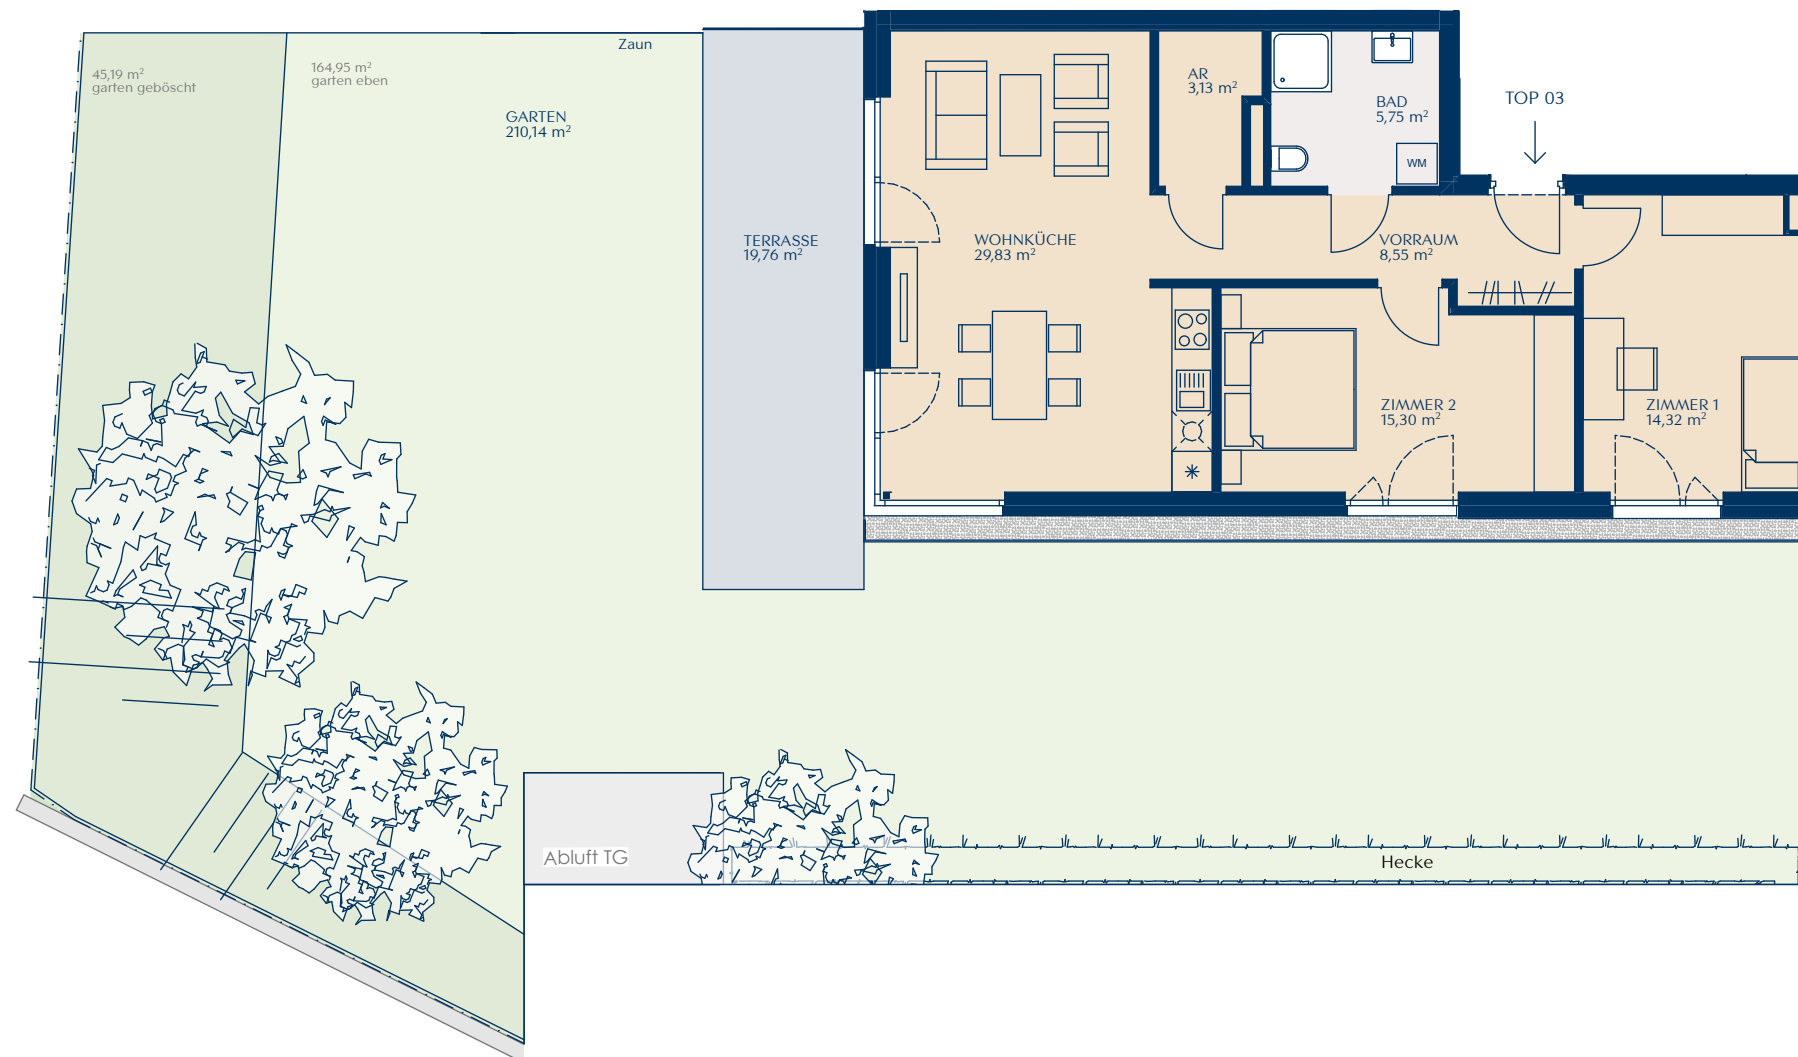 Zaun
45,19 m²
garten geböscht
164,95 m²
garten eben
GARTEN
210,14 m²
AR
3,13 m²
BAD
5,75 m²
WM
TOP 03
TERRASSE
19,76 m²
WOHNKÜCHE
29,83 m²
VORRAUM
8,55 m²
ZIMMER 2
15,30 m²
ZIMMER 1
14,32 m²
Abluft TG
Hecke